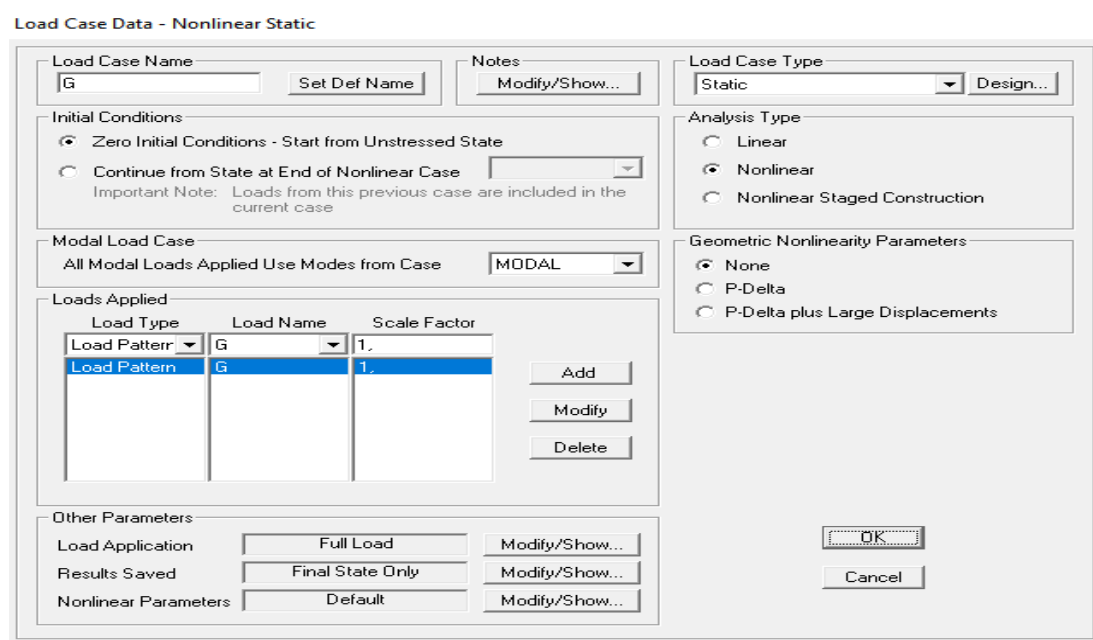 Load Case Data - Nonlinear Static
Load Case Name
G
Set Def Name
Notes
Modify/Show...
Load Case Type
Static
Design...
Initial Conditions
Zero Initial Conditions - Start from Unstressed State
Continue from State at End of Nonlinear Case
Important Note: Loads from this previous case are included in the
current case
Analysis Type
Linear
Nonlinear
Nonlinear Staged Construction
Modal Load Case
All Modal Loads Applied Use Modes from Case
MODAL
Geometric Nonlinearity Parameters
None
P-Delta
P-Delta plus Large Displacements
Loads Applied
Load Type Load Name Scale Factor
Load Pattern G 1,
Load Pattern G 1,
Add
Modify
Delete
Other Parameters
Load Application Full Load Modify/Show...
Results Saved Final State Only Modify/Show...
Nonlinear Parameters Default Modify/Show...
OK
Cancel